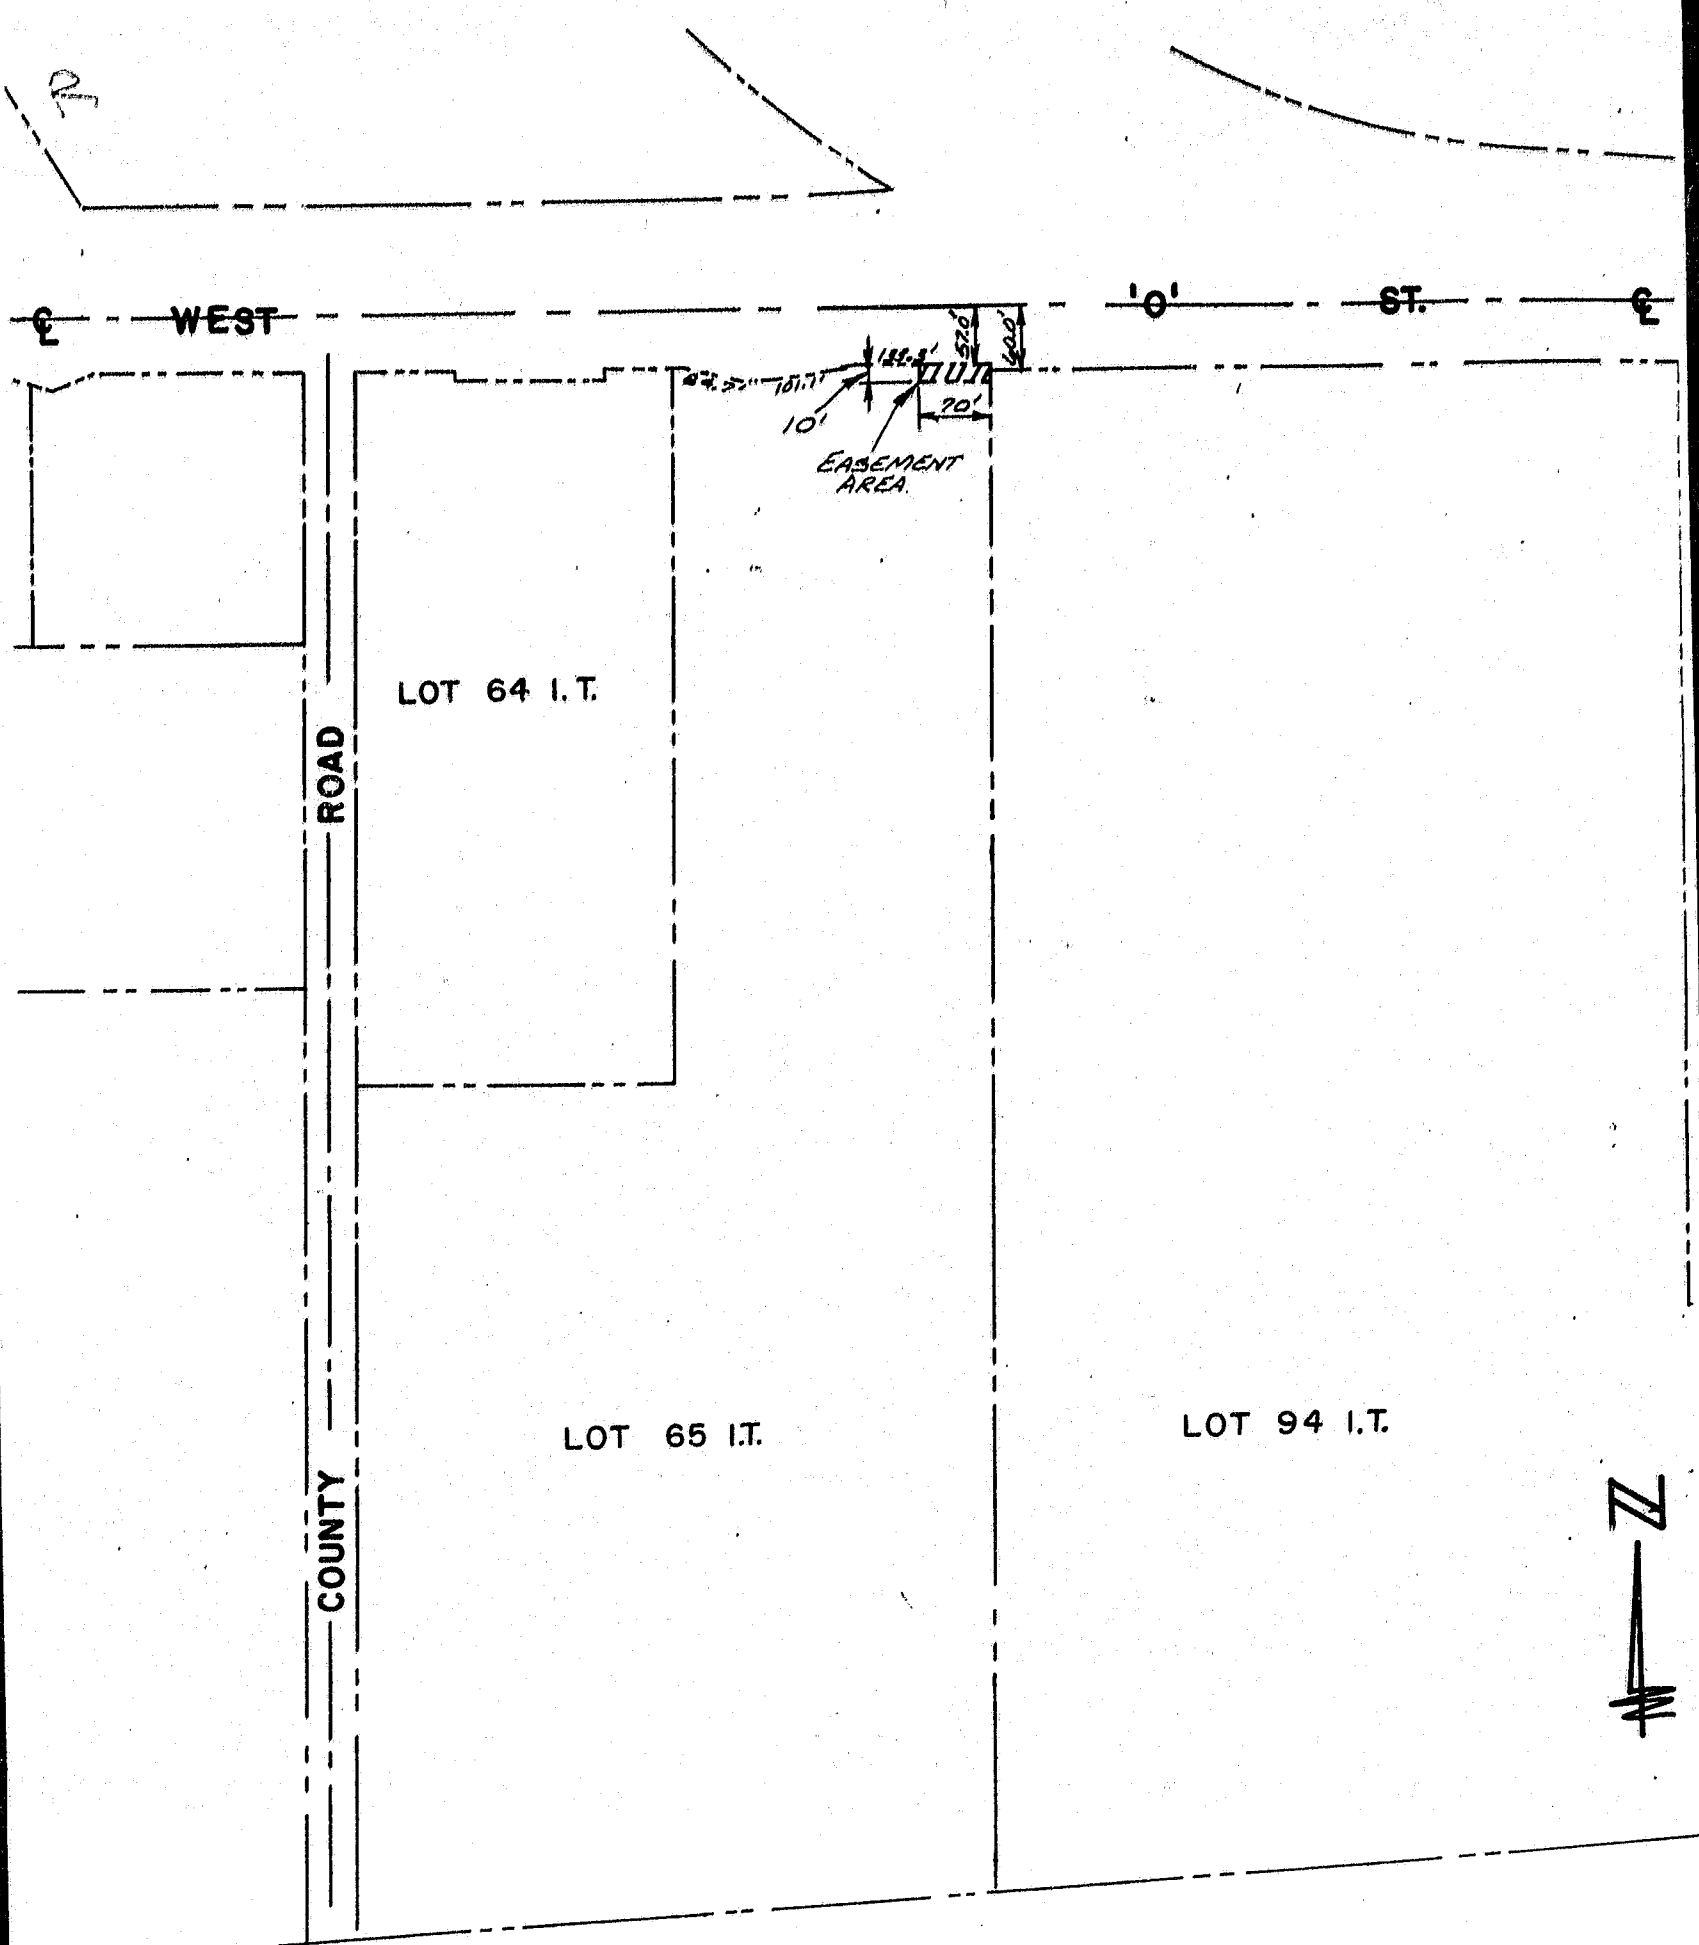 R
℄ WEST 'O' ST. ℄
57.0'
60.0'
101.7'
10'
70'
EASEMENT
AREA.
LOT 64 I.T.
ROAD
LOT 65 I.T.
LOT 94 I.T.
COUNTY
N